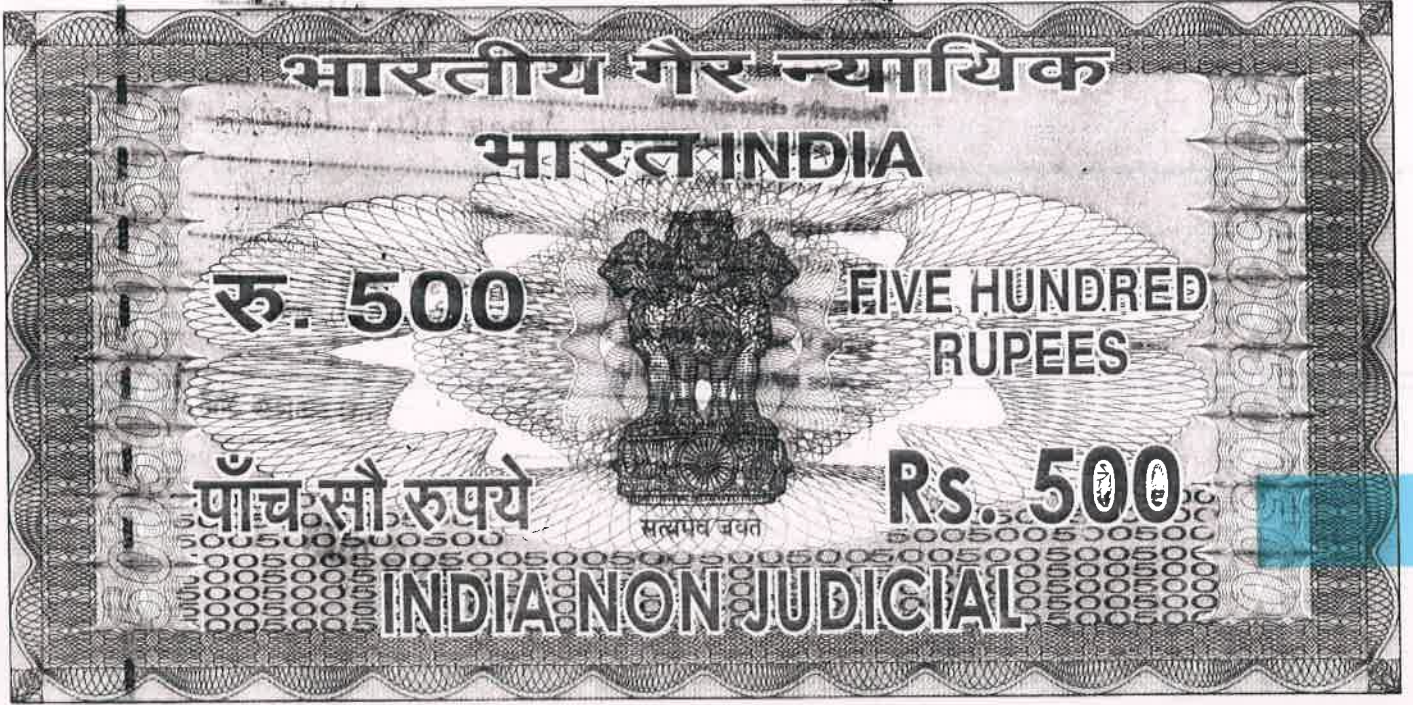 भारतीय गैर न्यायिक
भारत INDIA
रु. 500
FIVE HUNDRED
RUPEES
पाँच सौ रुपये
Rs. 500
सत्यमेव जयते
INDIA NON JUDICIAL